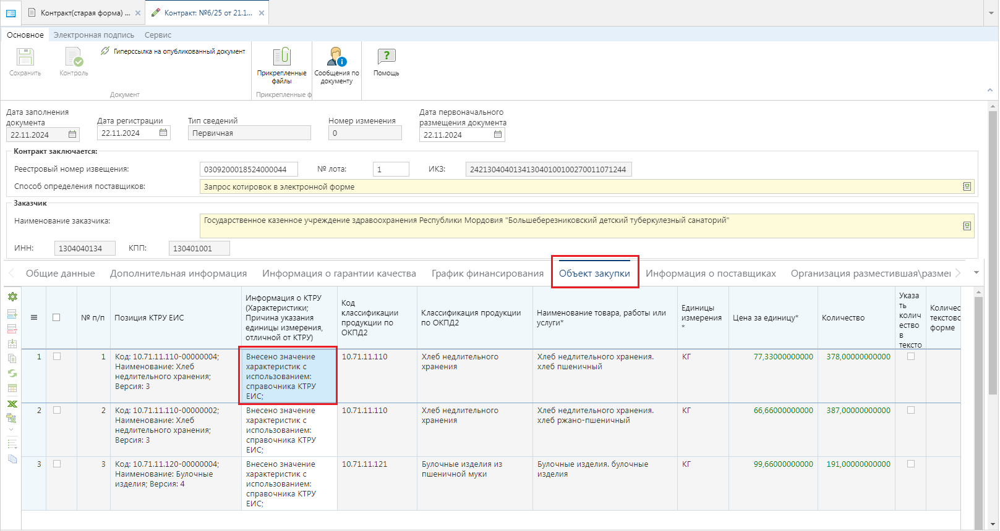 Контракт(старая форма) ...
Контракт: №6/25 от 21.1...
Основное
Электронная подпись
Сервис
Сохранить
Контроль
Гиперссылка на опубликованный документ
Документ
Прикрепленные
файлы
Прикрепленные ф
Сообщения по
документу
Помощь
Дата заполнения
документа
22.11.2024
Дата регистрации
22.11.2024
Тип сведений
Первичная
Номер изменения
0
Дата первоначального
размещения документа
22.11.2024
Контракт заключается:
Реестровый номер извещения:
0309200018524000044
№ лота:
1
ИКЗ:
242130404013413040100100270011071244
Способ определения поставщиков:
Запрос котировок в электронной форме
Заказчик
Наименование заказчика:
Государственное казенное учреждение здравоохранения Республики Мордовия "Большеберезниковский детский туберкулезный санаторий"
ИНН:
1304040134
КПП:
130401001
Общие данные
Дополнительная информация
Информация о гарантии качества
График финансирования
Объект закупки
Информация о поставщиках
Организация разместившая\разме
№ п/п
Позиция КТРУ ЕИС
Информация о КТРУ
(Характеристики;
Причина указания
единицы измерения,
отличной от КТРУ)
Код
классификации
продукции по
ОКПД2
Классификация продукции
по ОКПД2
Наименование товара, работы или
услуги*
Единицы
измерения
*
Цена за единицу*
Количество
Указа
ть
колич
ество
в
тексто
Количес
текстово
форме
1
1
Код: 10.71.11.110-00000004;
Наименование: Хлеб
недлительного хранения;
Версия: 3
Внесено значение
характеристик с
использованием:
справочника КТРУ
ЕИС;
10.71.11.110
Хлеб недлительного
хранения
Хлеб недлительного хранения.
хлеб пшеничный
КГ
77,33000000000
378,00000000000
2
2
Код: 10.71.11.110-00000002;
Наименование: Хлеб
недлительного хранения;
Версия: 3
Внесено значение
характеристик с
использованием:
справочника КТРУ
ЕИС;
10.71.11.110
Хлеб недлительного
хранения
Хлеб недлительного хранения.
хлеб ржано-пшеничный
КГ
66,66000000000
387,00000000000
3
3
Код: 10.71.11.120-00000004;
Наименование: Булочные
изделия; Версия: 4
Внесено значение
характеристик с
использованием:
справочника КТРУ
ЕИС;
10.71.11.121
Булочные изделия из
пшеничной муки
Булочные изделия. булочные
изделия
КГ
99,66000000000
191,00000000000